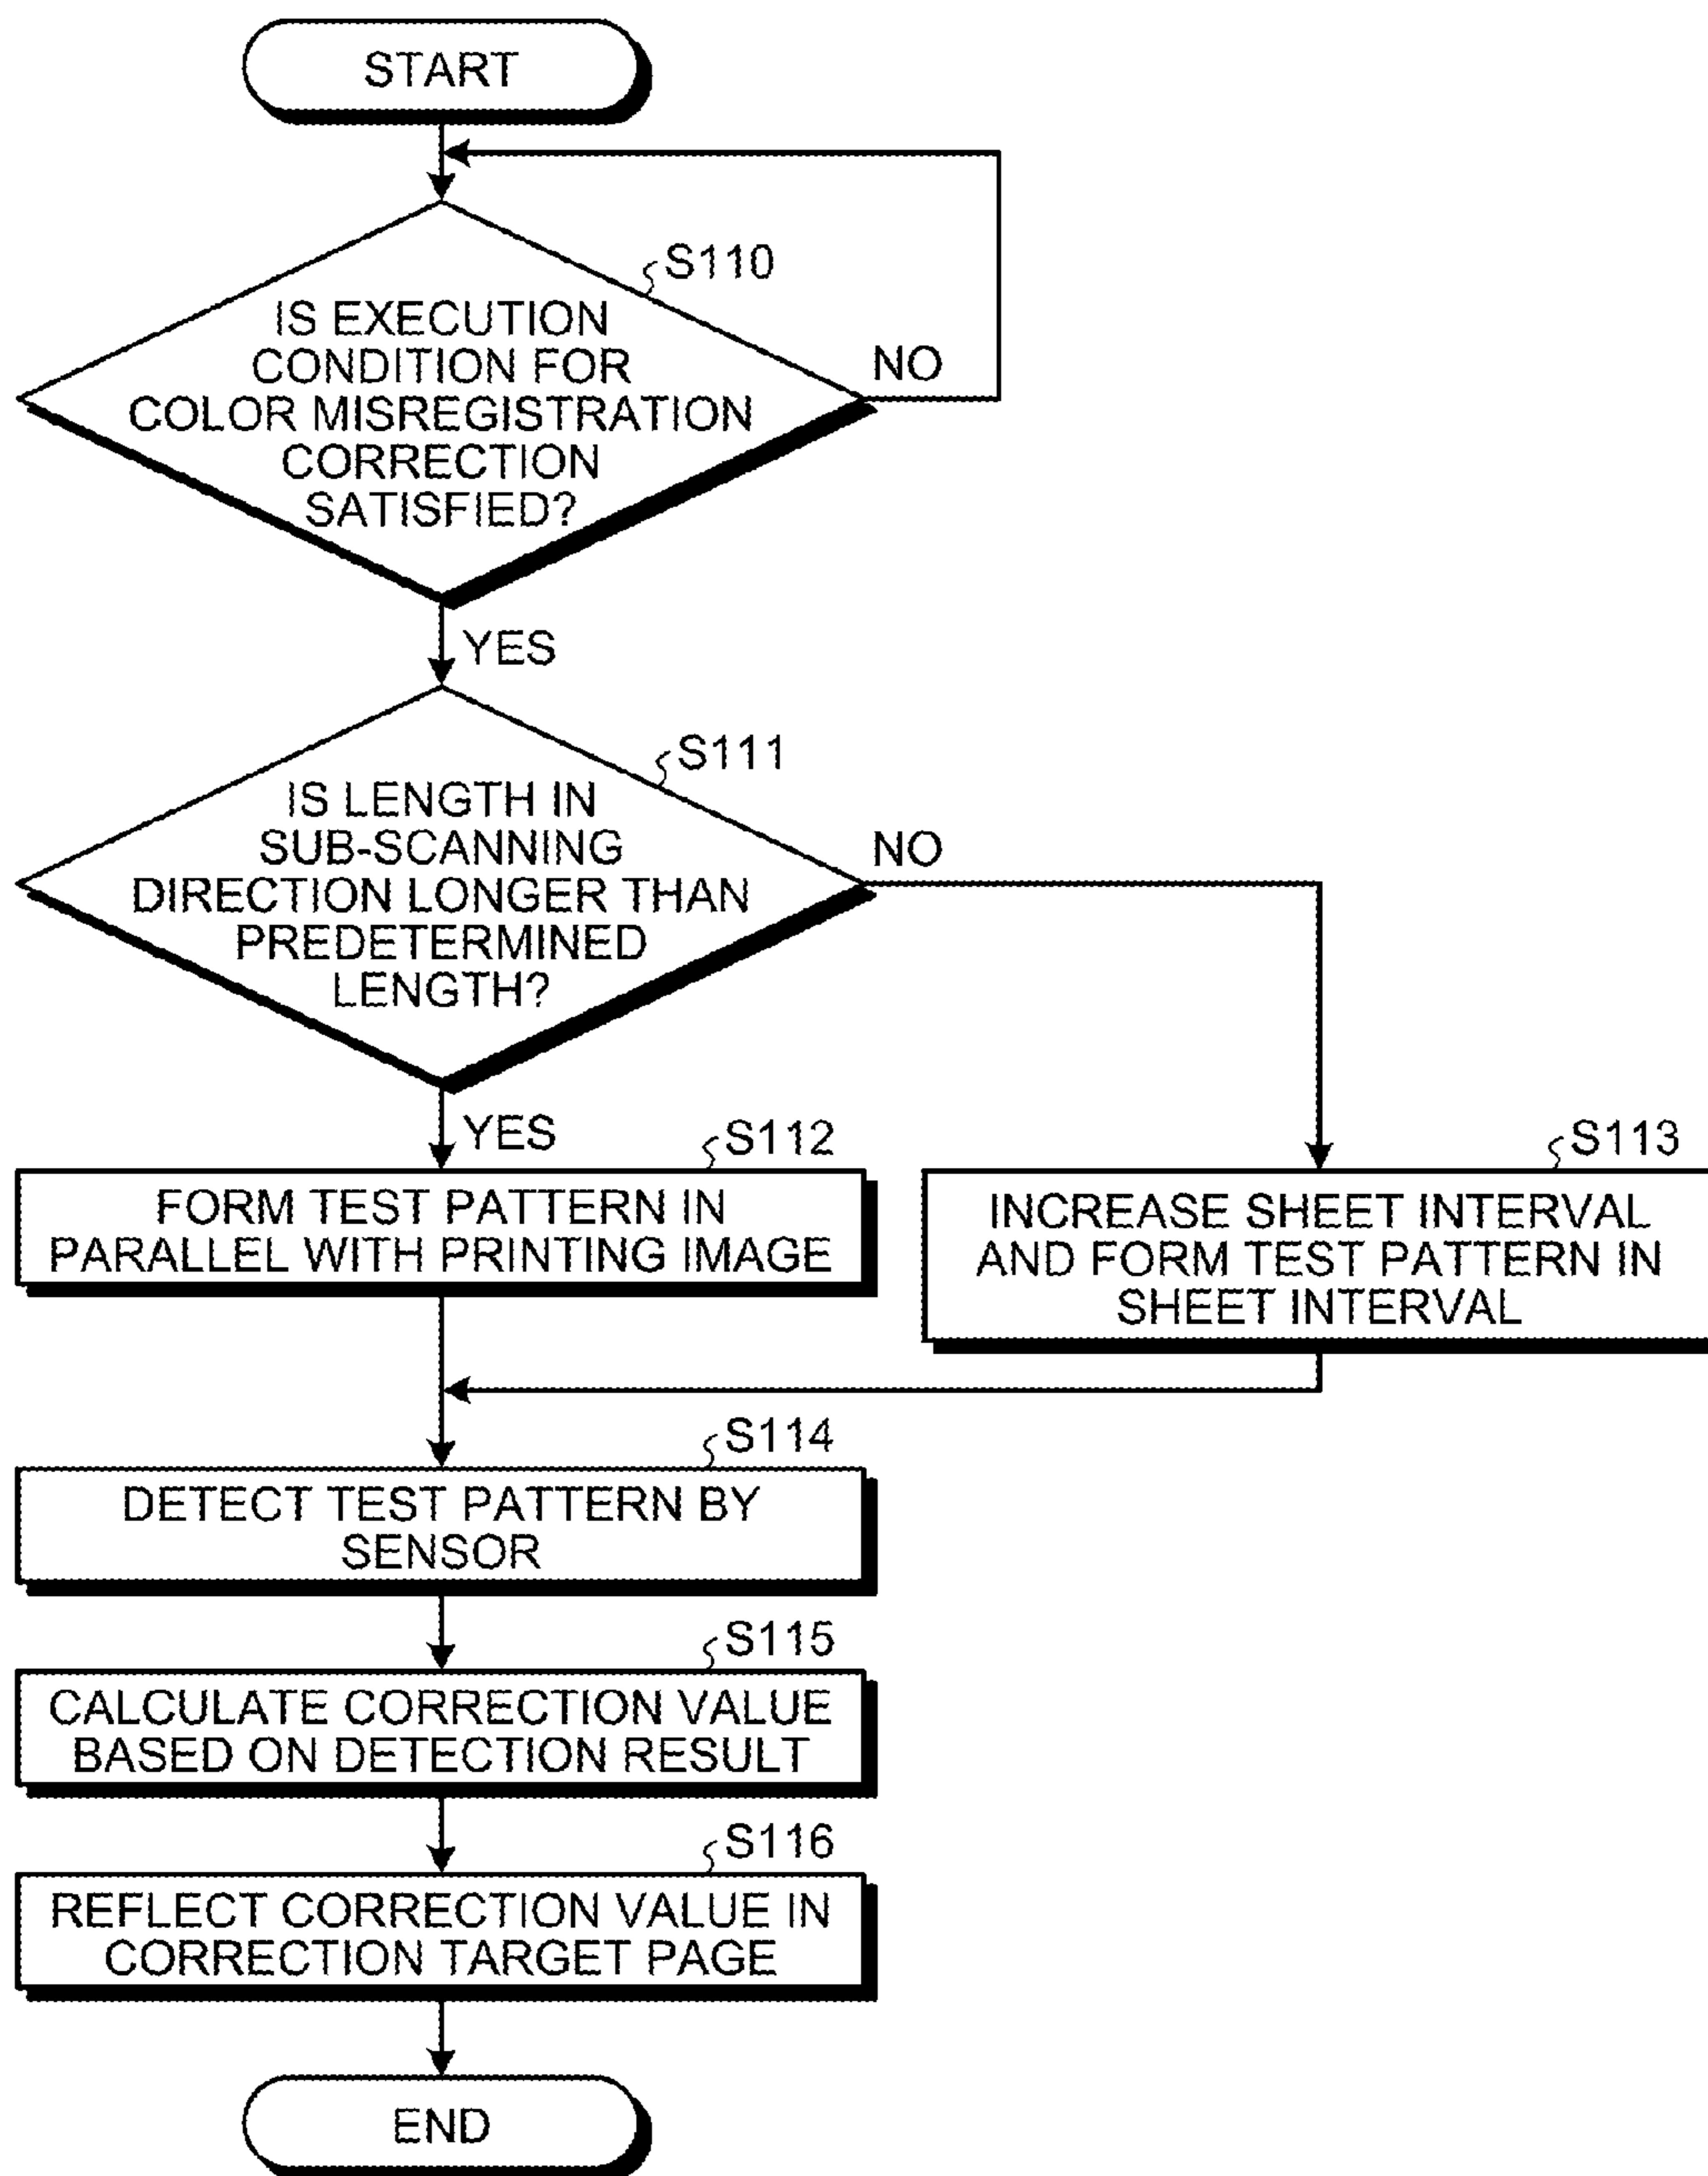 START
S110
IS EXECUTION
CONDITION FOR
COLOR MISREGISTRATION
CORRECTION
SATISFIED?
NO
YES
S111
IS LENGTH IN
SUB-SCANNING
DIRECTION LONGER THAN
PREDETERMINED
LENGTH?
NO
YES
S112
FORM TEST PATTERN IN
PARALLEL WITH PRINTING IMAGE
S113
INCREASE SHEET INTERVAL
AND FORM TEST PATTERN IN
SHEET INTERVAL
S114
DETECT TEST PATTERN BY
SENSOR
S115
CALCULATE CORRECTION VALUE
BASED ON DETECTION RESULT
S116
REFLECT CORRECTION VALUE IN
CORRECTION TARGET PAGE
END